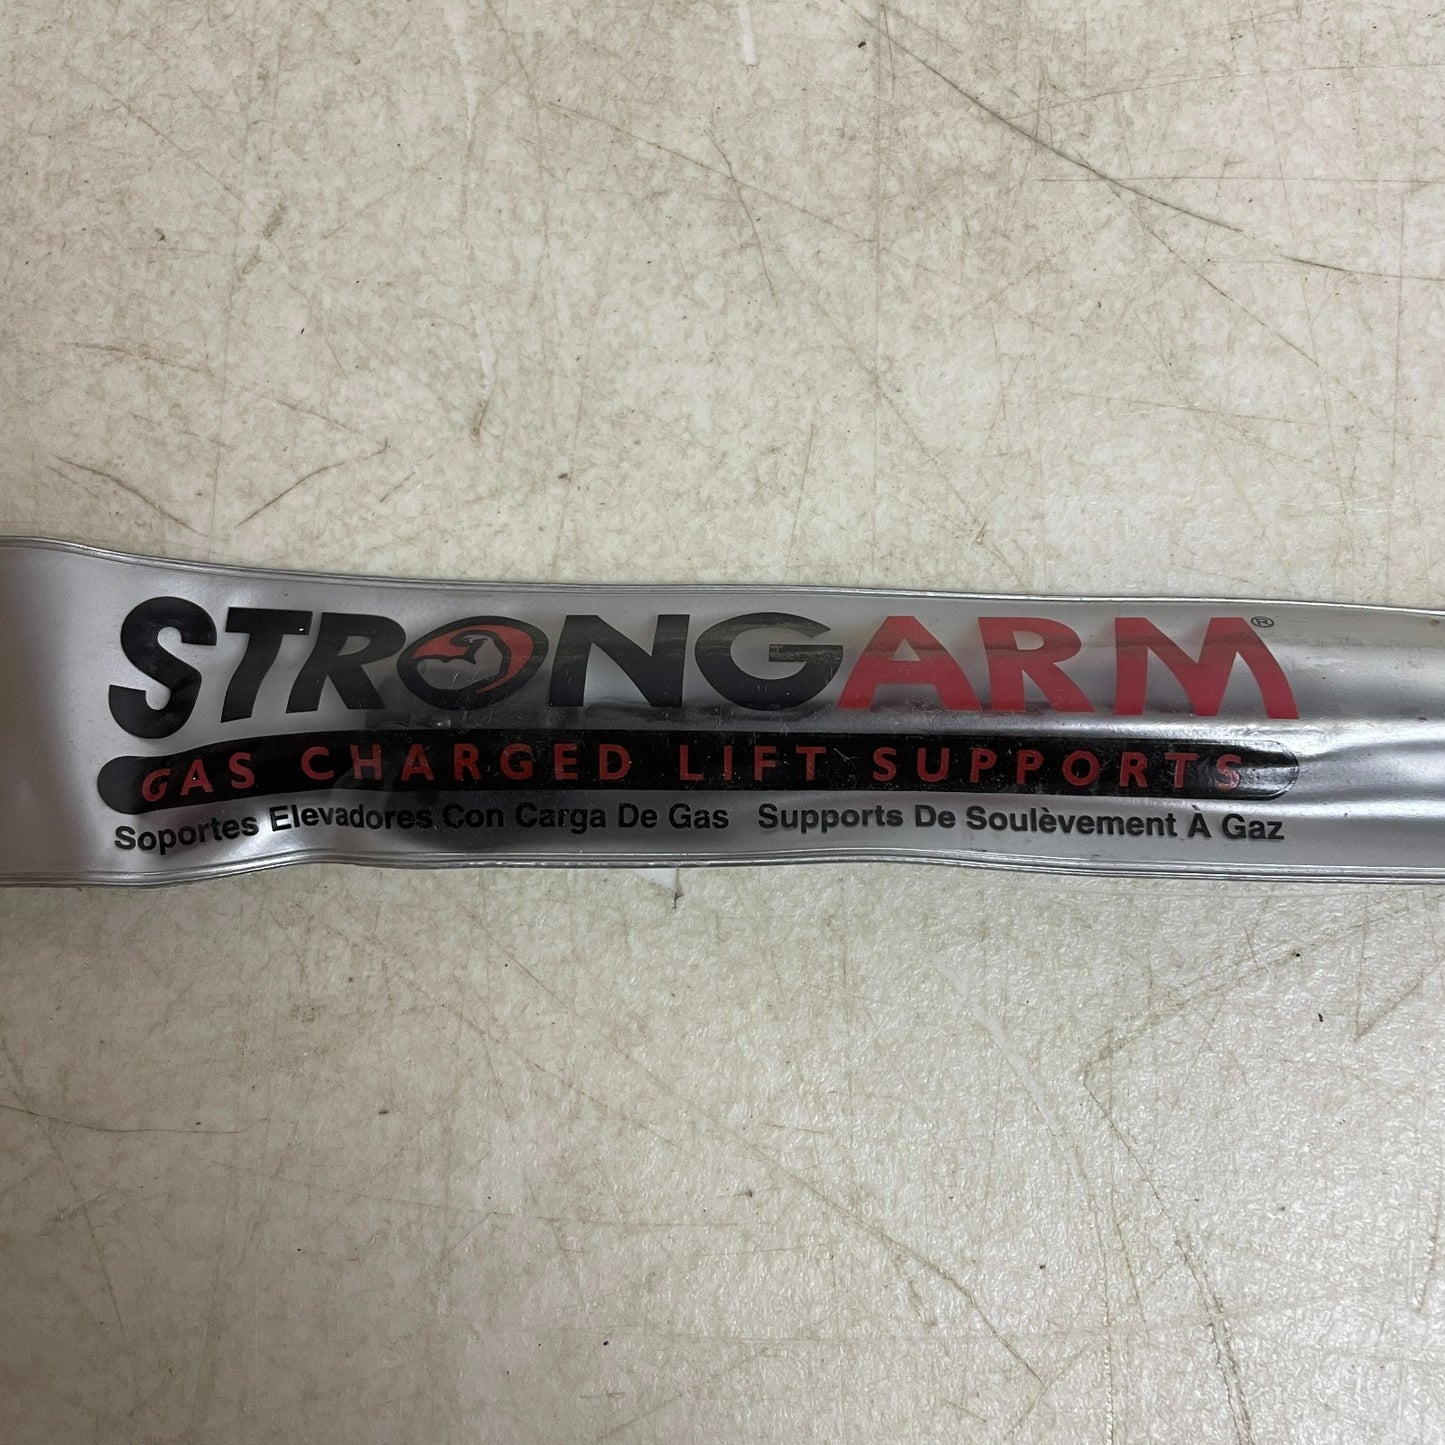 STRONGARM®
GAS CHARGED LIFT SUPPORTS
Soportes Elevadores Con Carga De Gas Supports De Soulèvement À Gaz